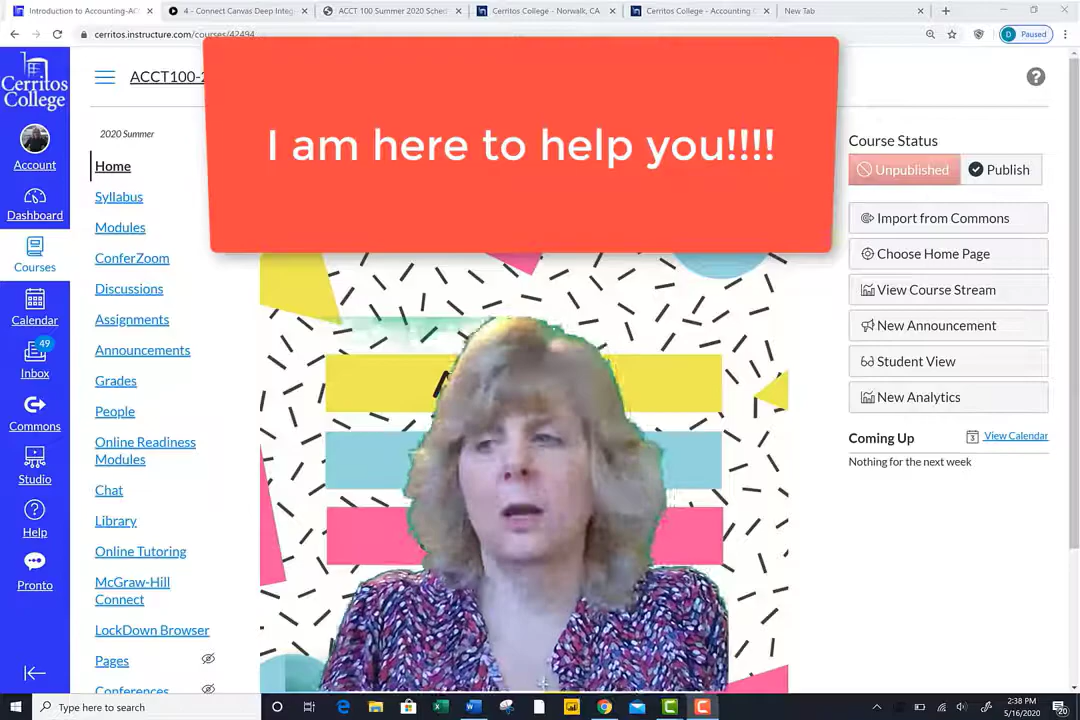 Introduction to Accounting-AC
4 - Connect Canvas Deep Integ
ACCT 100 Summer 2020 Sched
Cerritos College - Norwalk, CA
Cerritos College - Accounting D
New Tab
cerritos.instructure.com/courses/42494
D Paused
Cerritos
College
Account
Dashboard
Courses
Calendar
49
Inbox
Commons
Studio
Help
Pronto
ACCT100-2
I am here to help you!!!!
2020 Summer
Home
Syllabus
Modules
ConferZoom
Discussions
Assignments
Announcements
Grades
People
Online Readiness
Modules
Chat
Library
Online Tutoring
McGraw-Hill
Connect
LockDown Browser
Pages
Conferences
?
Course Status
Unpublished
Publish
Import from Commons
Choose Home Page
View Course Stream
New Announcement
Student View
New Analytics
Coming Up
3 View Calendar
Nothing for the next week
Type here to search
2:38 PM
5/16/2020
20